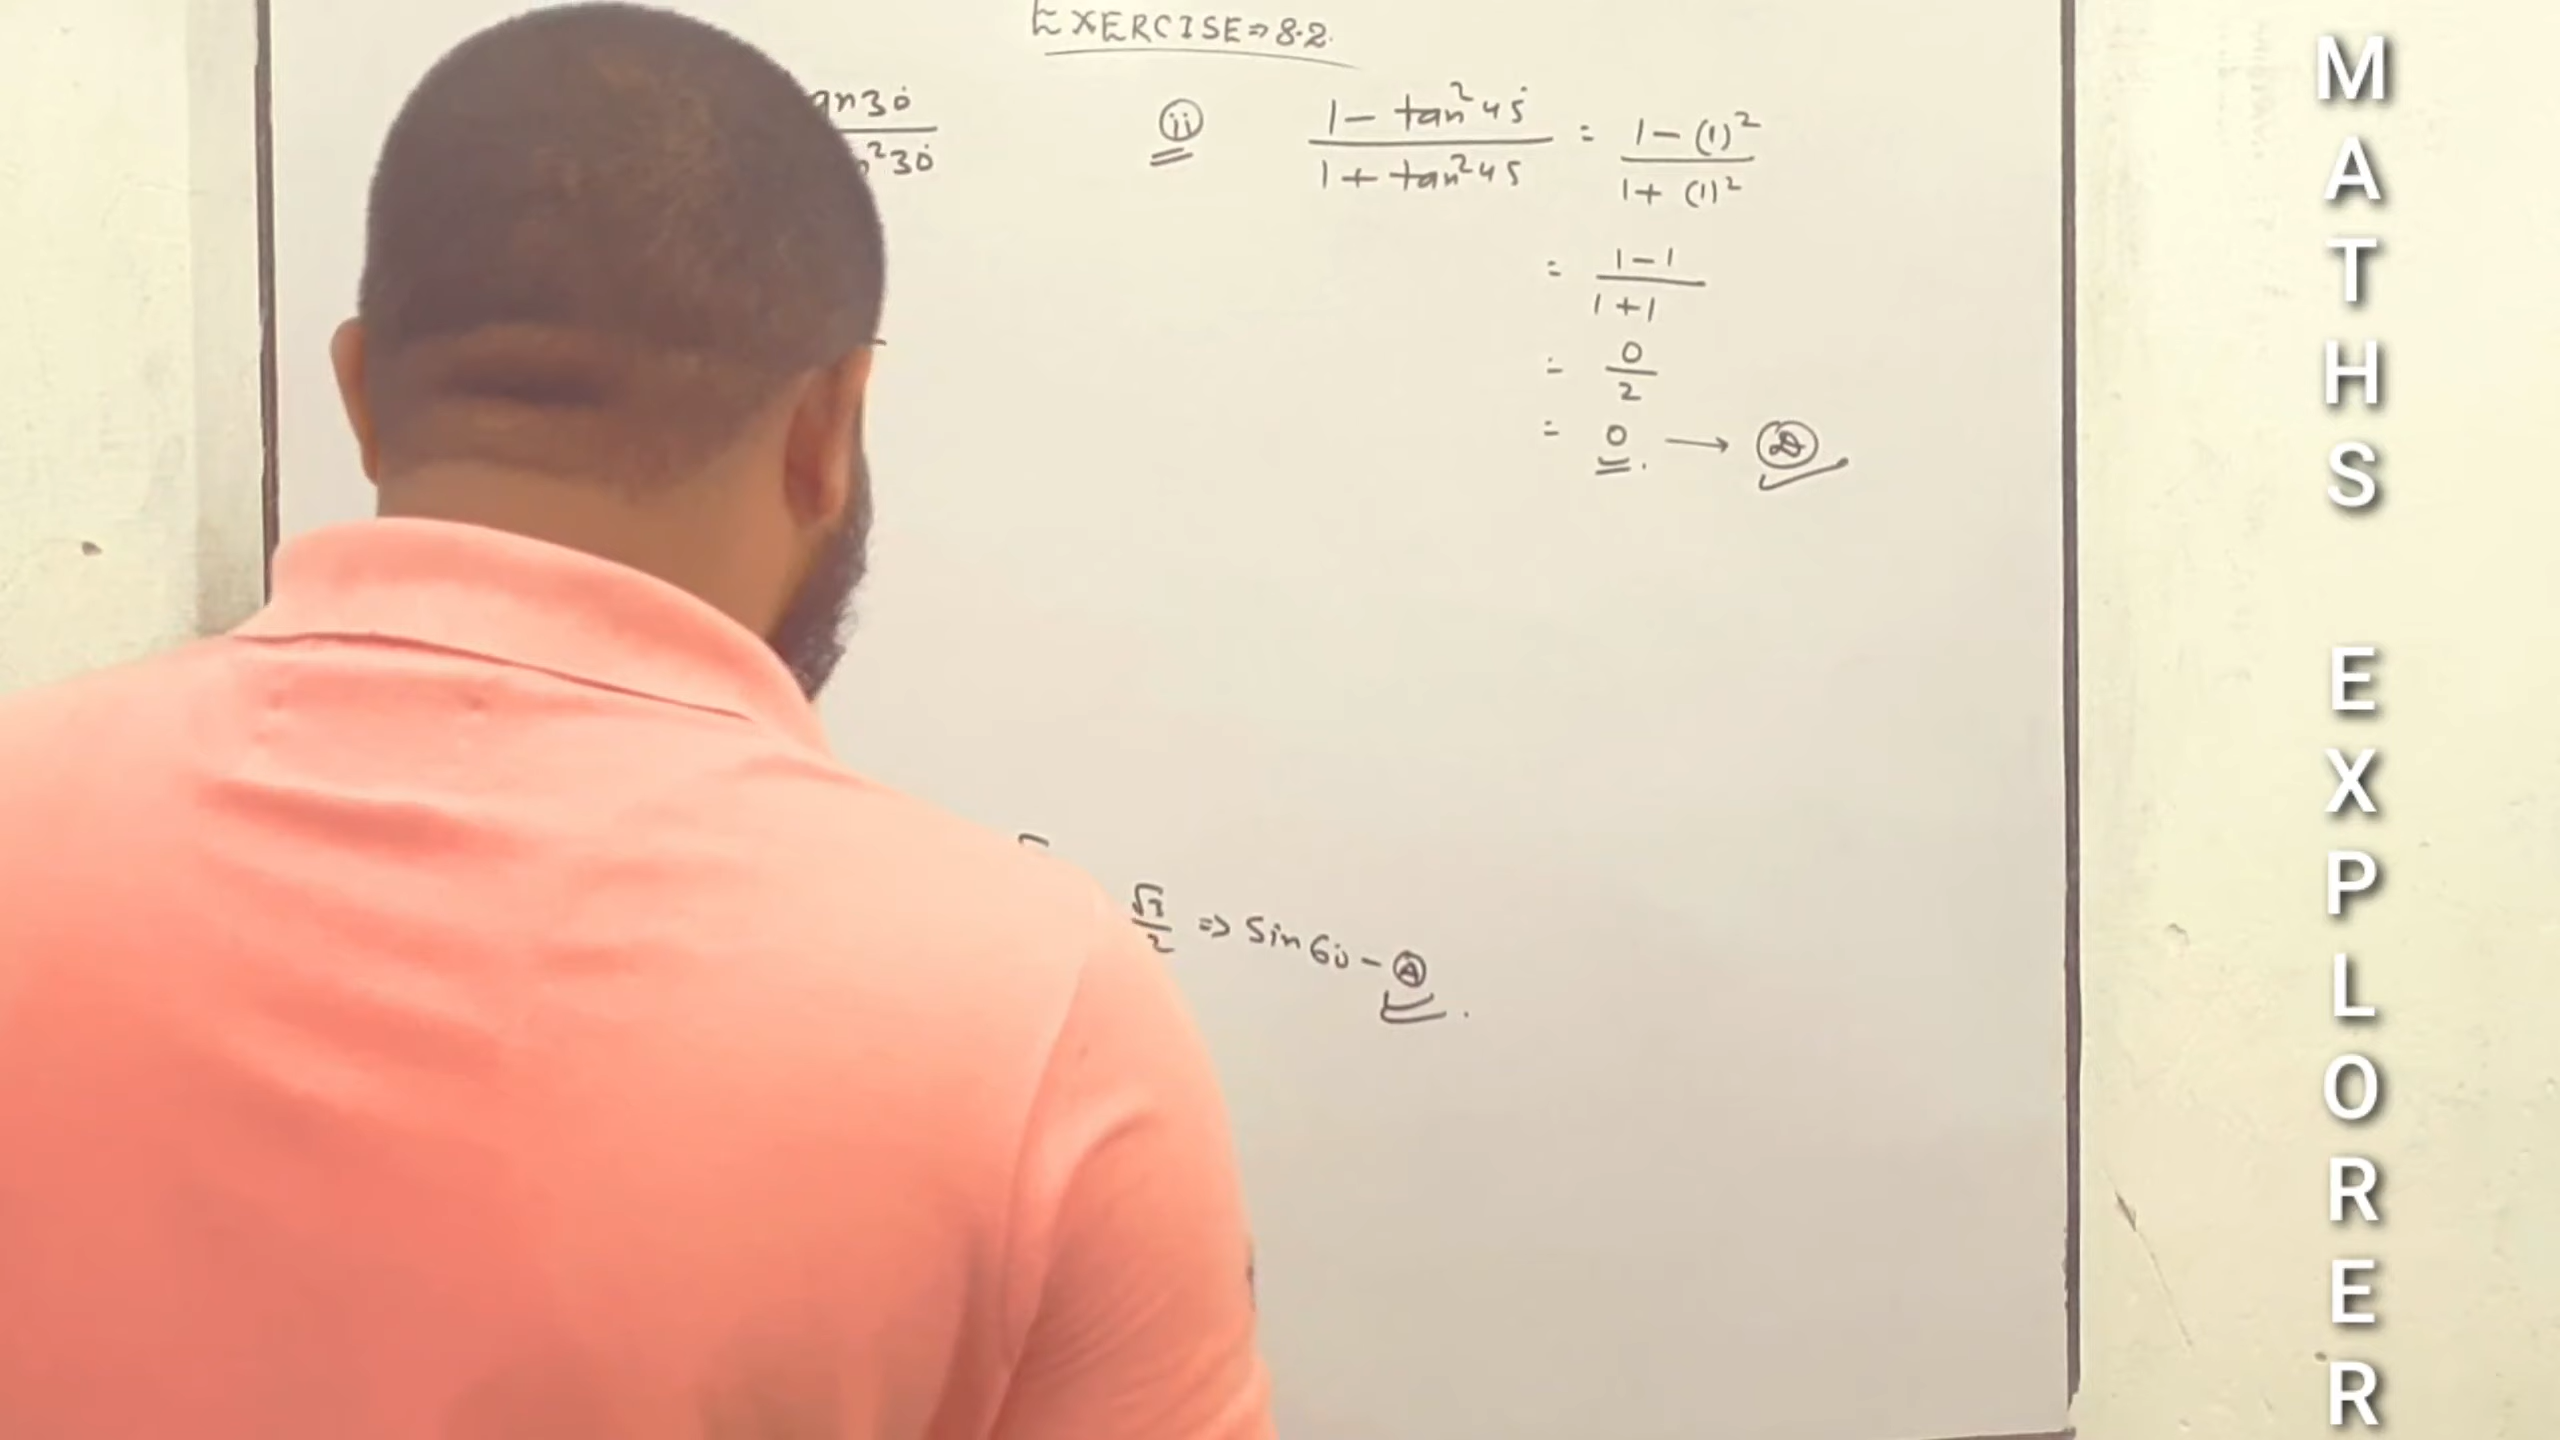 EXERCISE⇒8.2.
an30°
²30°
(ii)
1 - tan²45° = 1 - (1)²
1 + tan²45 1 + (1)²
= 1-1
1+1
= 0
2
= 0. → (D)
√3
2 ⇒ Sin60° - (A).
MATHS EXPLORER